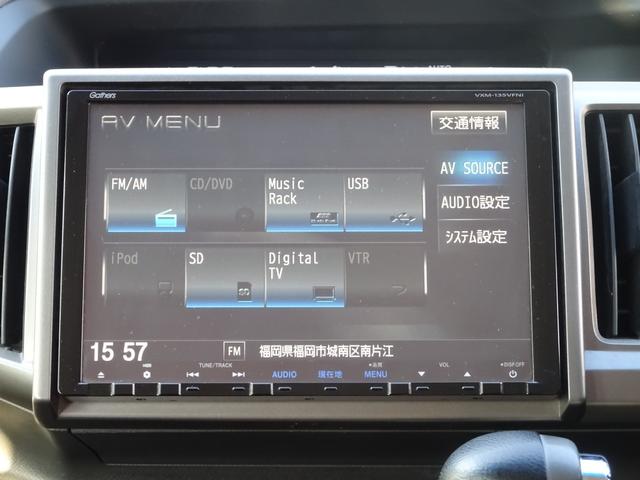 AUTO
Gathers
VXM-135VFNi
AV MENU
交通情報
FM/AM
CD/DVD
Music Rack
USB
AV SOURCE
AUDIO設定
システム設定
iPod
SD
Digital TV
VTR
15 57
FM
福岡県福岡市城南区南片江
TUNE/TRACK
AUDIO
現在地
MENU
VOL
DISP OFF